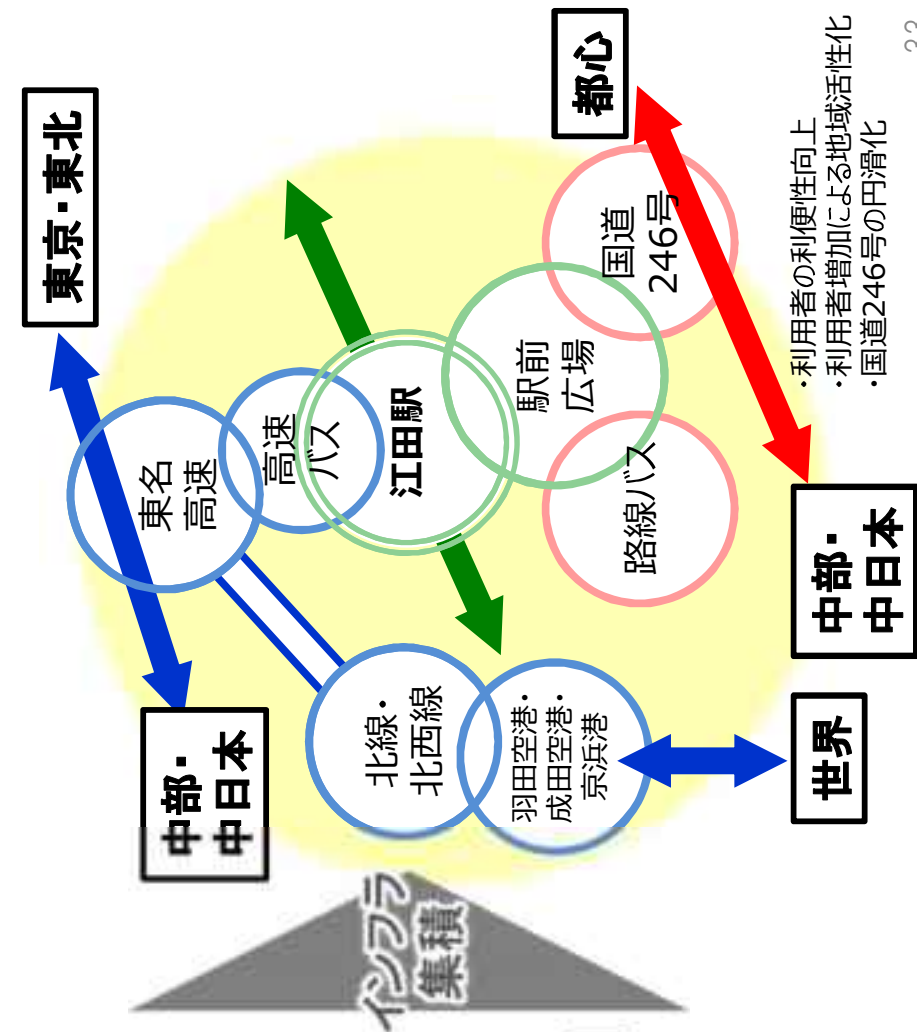 インフラ
集積
中部・
中日本
東京・東北
東名
高速
高速
バス
北線・
北西線
江田駅
羽田空港・
成田空港・
京浜港
駅前
広場
路線バス
国道
246号
都心
世界
中部・
中日本
・利用者の利便性向上
・利用者増加による地域活性化
・国道246号の円滑化